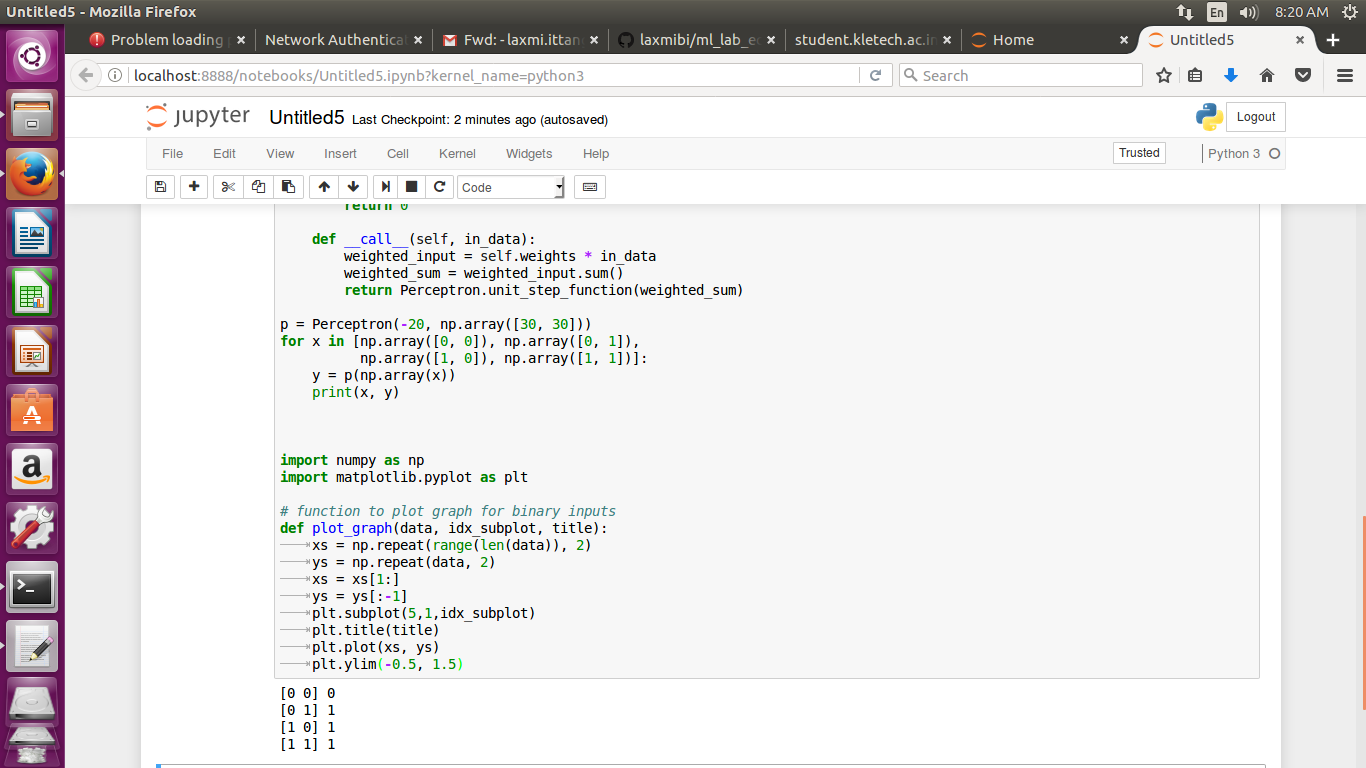 Untitled5 - Mozilla Firefox
En
8:20 AM
Problem loading
Network Authentica
Fwd: - laxmi.ittan
laxmibi/ml_lab_e
student.kletech.ac.i
Home
Untitled5
localhost:8888/notebooks/Untitled5.ipynb?kernel_name=python3
Search
jupyter Untitled5 Last Checkpoint: 2 minutes ago (autosaved)
Logout
File Edit View Insert Cell Kernel Widgets Help
Trusted
Python 3
Code
return 0
def __call__(self, in_data):
weighted_input = self.weights * in_data
weighted_sum = weighted_input.sum()
return Perceptron.unit_step_function(weighted_sum)
p = Perceptron(-20, np.array([30, 30]))
for x in [np.array([0, 0]), np.array([0, 1]),
np.array([1, 0]), np.array([1, 1])]:
y = p(np.array(x))
print(x, y)
import numpy as np
import matplotlib.pyplot as plt
# function to plot graph for binary inputs
def plot_graph(data, idx_subplot, title):
xs = np.repeat(range(len(data)), 2)
ys = np.repeat(data, 2)
xs = xs[1:]
ys = ys[:-1]
plt.subplot(5,1,idx_subplot)
plt.title(title)
plt.plot(xs, ys)
plt.ylim(-0.5, 1.5)
[0 0] 0
[0 1] 1
[1 0] 1
[1 1] 1